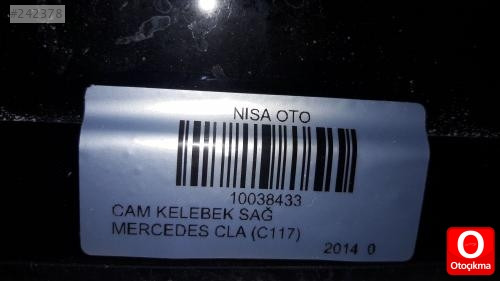 #242378
NISA OTO
10038433
CAM KELEBEK SAĞ
MERCEDES CLA (C117)
2014 0
O
Otoçıkma